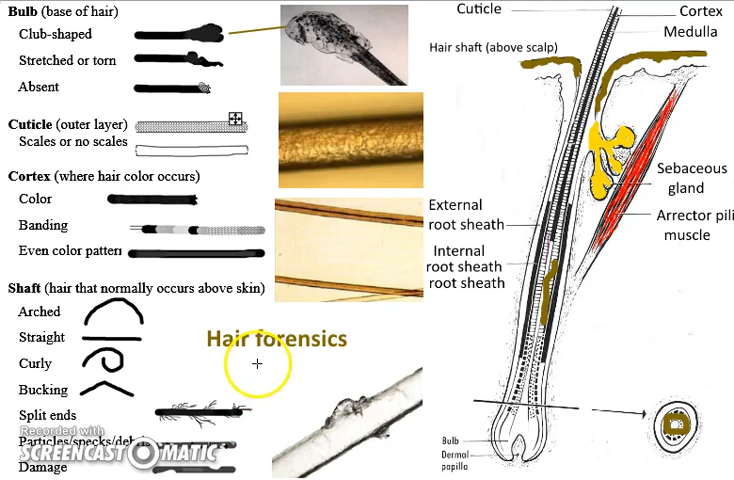 Bulb (base of hair)
Club-shaped
Stretched or torn
Absent
Cuticle (outer layer)
Scales or no scales
Cortex (where hair color occurs)
Color
Banding
Even color pattern
Shaft (hair that normally occurs above skin)
Arched
Straight
Curly
Bucking
Split ends
Particles/specks/debris
Damage
Recorded with
SCREENCAST-O-MATIC
Hair forensics
Cuticle
Cortex
Medulla
Hair shaft (above scalp)
Sebaceous
gland
Arrector pili
muscle
External
root sheath
Internal
root sheath
root sheath
Bulb
Dermal
papilla